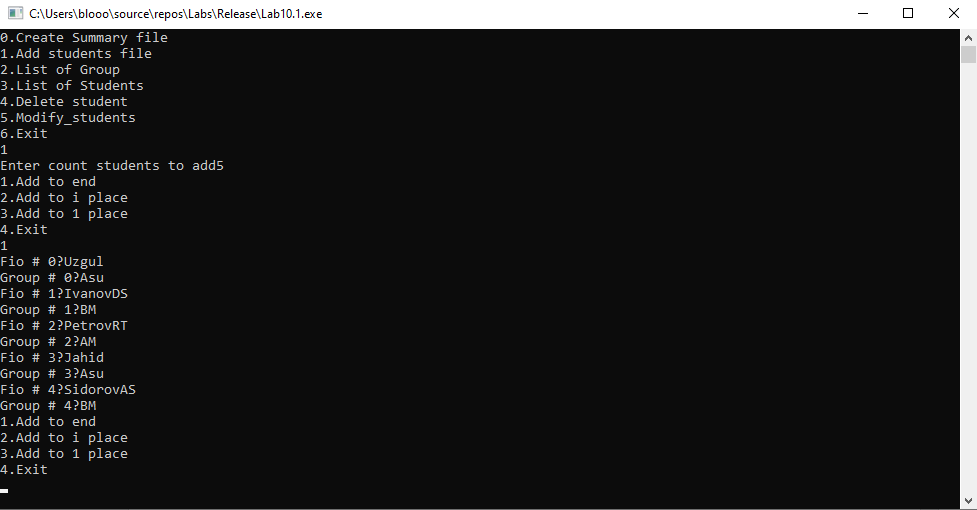 C:\Users\blooo\source\repos\Labs\Release\Lab10.1.exe
0.Create Summary file
1.Add students file
2.List of Group
3.List of Students
4.Delete student
5.Modify_students
6.Exit
1
Enter count students to add5
1.Add to end
2.Add to i place
3.Add to 1 place
4.Exit
1
Fio # 0?Uzgul
Group # 0?Asu
Fio # 1?IvanovDS
Group # 1?BM
Fio # 2?PetrovRT
Group # 2?AM
Fio # 3?Jahid
Group # 3?Asu
Fio # 4?SidorovAS
Group # 4?BM
1.Add to end
2.Add to i place
3.Add to 1 place
4.Exit